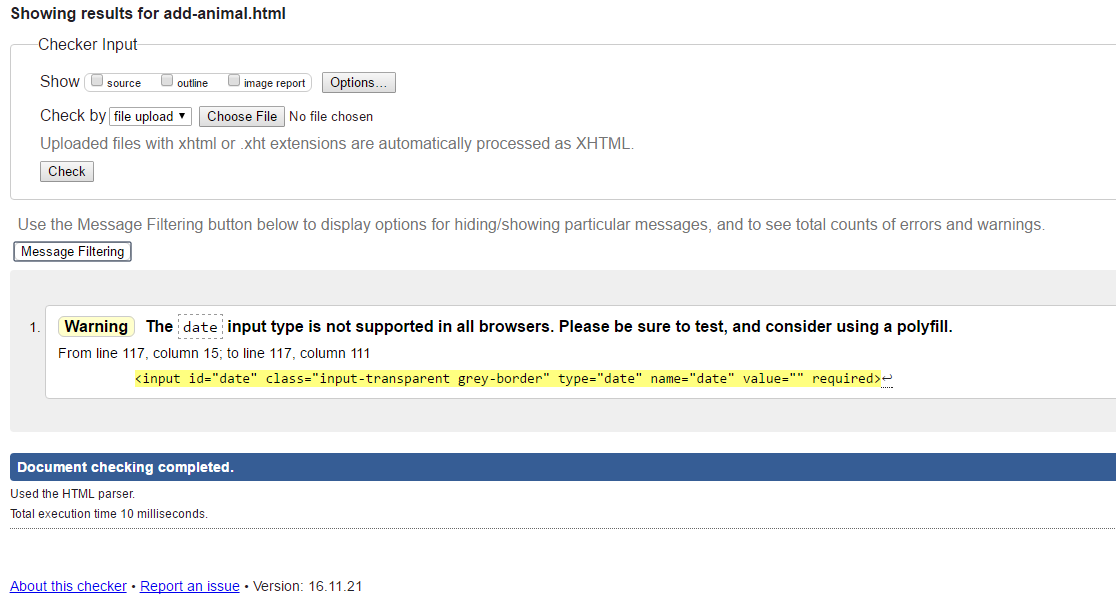 Showing results for add-animal.html
Checker Input
Show source outline image report Options...
Check by file upload ▼ Choose File No file chosen
Uploaded files with xhtml or .xht extensions are automatically processed as XHTML.
Check
Use the Message Filtering button below to display options for hiding/showing particular messages, and to see total counts of errors and warnings.
Message Filtering
1. Warning The date input type is not supported in all browsers. Please be sure to test, and consider using a polyfill.
From line 117, column 15; to line 117, column 111
<input id="date" class="input-transparent grey-border" type="date" name="date" value="" required>↩
Document checking completed.
Used the HTML parser.
Total execution time 10 milliseconds.
About this checker • Report an issue • Version: 16.11.21